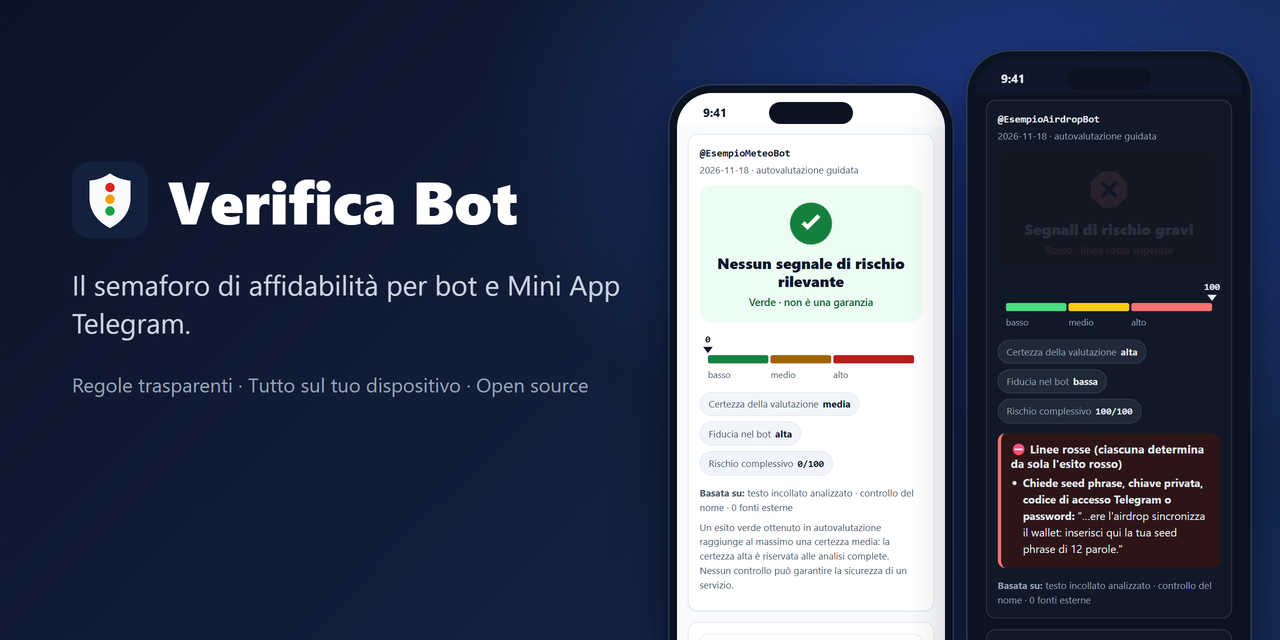 Verifica Bot
Il semaforo di affidabilità per bot e Mini App
Telegram.
Regole trasparenti · Tutto sul tuo dispositivo · Open source
9:41
@EsempioMeteoBot
2026-11-18 · autovalutazione guidata
Nessun segnale di rischio
rilevante
Verde · non è una garanzia
0
basso medio alto
Certezza della valutazione media
Fiducia nel bot alta
Rischio complessivo 0/100
Basata su: testo incollato analizzato · controllo del
nome · 0 fonti esterne
Un esito verde ottenuto in autovalutazione
raggiunge al massimo una certezza media: la
certezza alta è riservata alle analisi complete.
Nessun controllo può garantire la sicurezza di un
servizio.
9:41
@EsempioAirdropBot
2026-11-18 · autovalutazione guidata
Segnali di rischio gravi
Rosso · linea rossa superata
100
basso medio alto
Certezza della valutazione alta
Fiducia nel bot bassa
Rischio complessivo 100/100
Linee rosse (ciascuna determina
da sola l'esito rosso)
• Chiede seed phrase, chiave privata,
codice di accesso Telegram o
password: "…ere l'airdrop sincronizza
il wallet: inserisci qui la tua seed
phrase di 12 parole."
Basata su: testo incollato analizzato · controllo del
nome · 0 fonti esterne